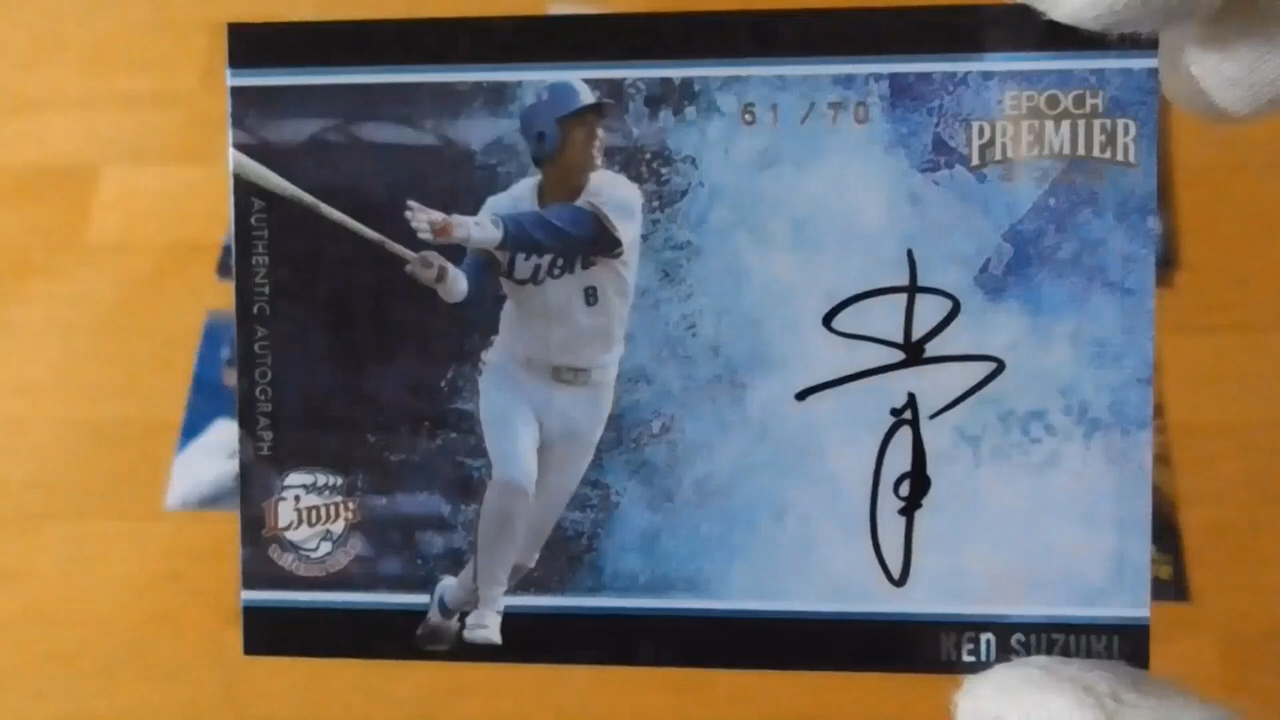 61/70
EPOCH
PREMIER
AUTHENTIC AUTOGRAPH
Lions
8
Lions
KEN SUZUKI